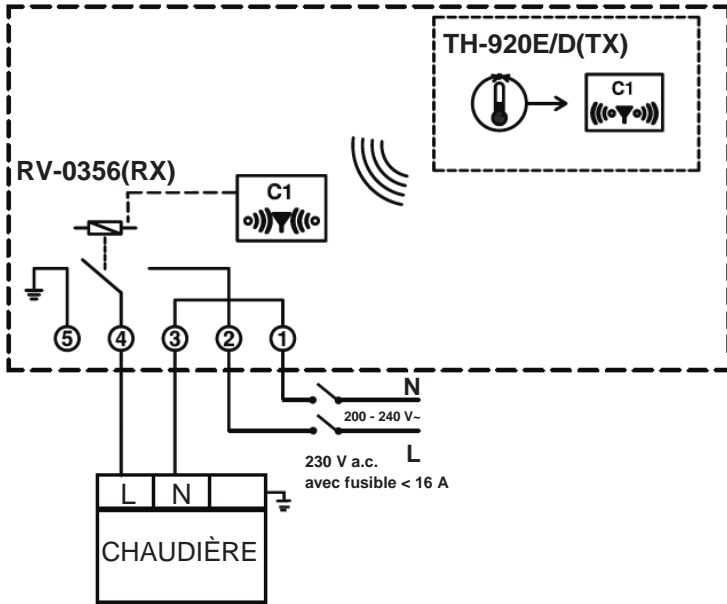 TH-920E/D(TX)
C1
RV-0356(RX)
C1
5 4 3 2 1
N
200 - 240 V~
L
230 V a.c.
avec fusible < 16 A
L N
CHAUDIÈRE